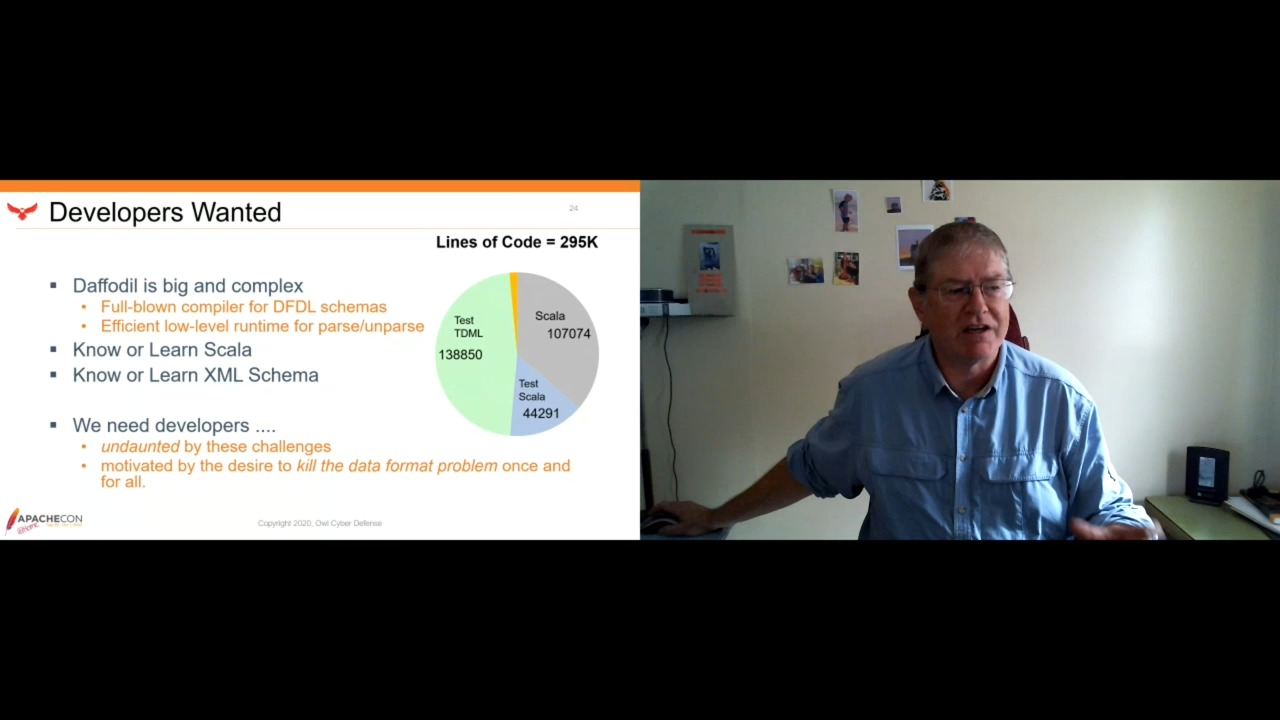 Developers Wanted
24
Lines of Code = 295K
Daffodil is big and complex
Full-blown compiler for DFDL schemas
Efficient low-level runtime for parse/unparse
Know or Learn Scala
Know or Learn XML Schema
We need developers ....
undaunted by these challenges
motivated by the desire to kill the data format problem once and
for all.
Scala
107074
Test
TDML
138850
Test
Scala
44291
APACHECON
@Home
Copyright 2020, Owl Cyber Defense